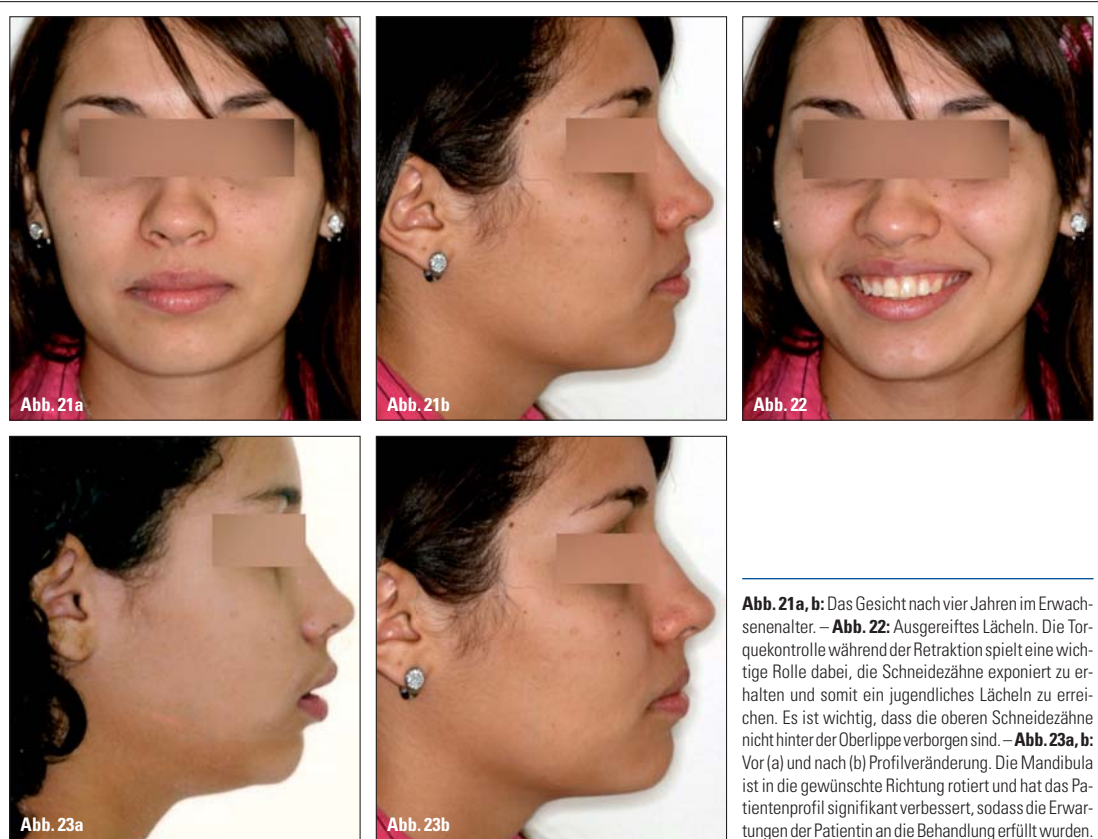 Abb. 21a
Abb. 21b
Abb. 22
Abb. 23a
Abb. 23b
Abb. 21a, b: Das Gesicht nach vier Jahren im Erwach-
senenalter. – Abb. 22: Ausgereiftes Lächeln. Die Tor-
quekontrolle während der Retraktion spielt eine wich-
tige Rolle dabei, die Schneidezähne exponiert zu er-
halten und somit ein jugendliches Lächeln zu errei-
chen. Es ist wichtig, dass die oberen Schneidezähne
nicht hinter der Oberlippe verborgen sind. – Abb. 23a, b:
Vor (a) und nach (b) Profilveränderung. Die Mandibula
ist in die gewünschte Richtung rotiert und hat das Pa-
tientenprofil signifikant verbessert, sodass die Erwar-
tungen der Patientin an die Behandlung erfüllt wurden.